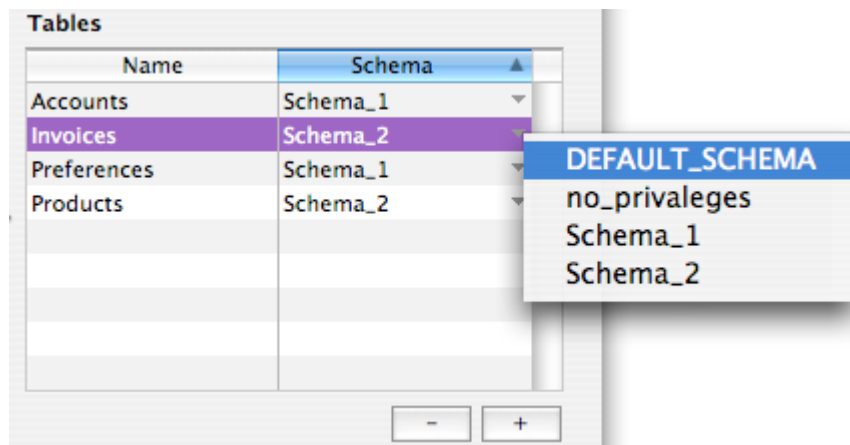 Tables
Name Schema
Accounts Schema_1
Invoices Schema_2
Preferences Schema_1
Products Schema_2
DEFAULT_SCHEMA
no_privaleges
Schema_1
Schema_2
- +